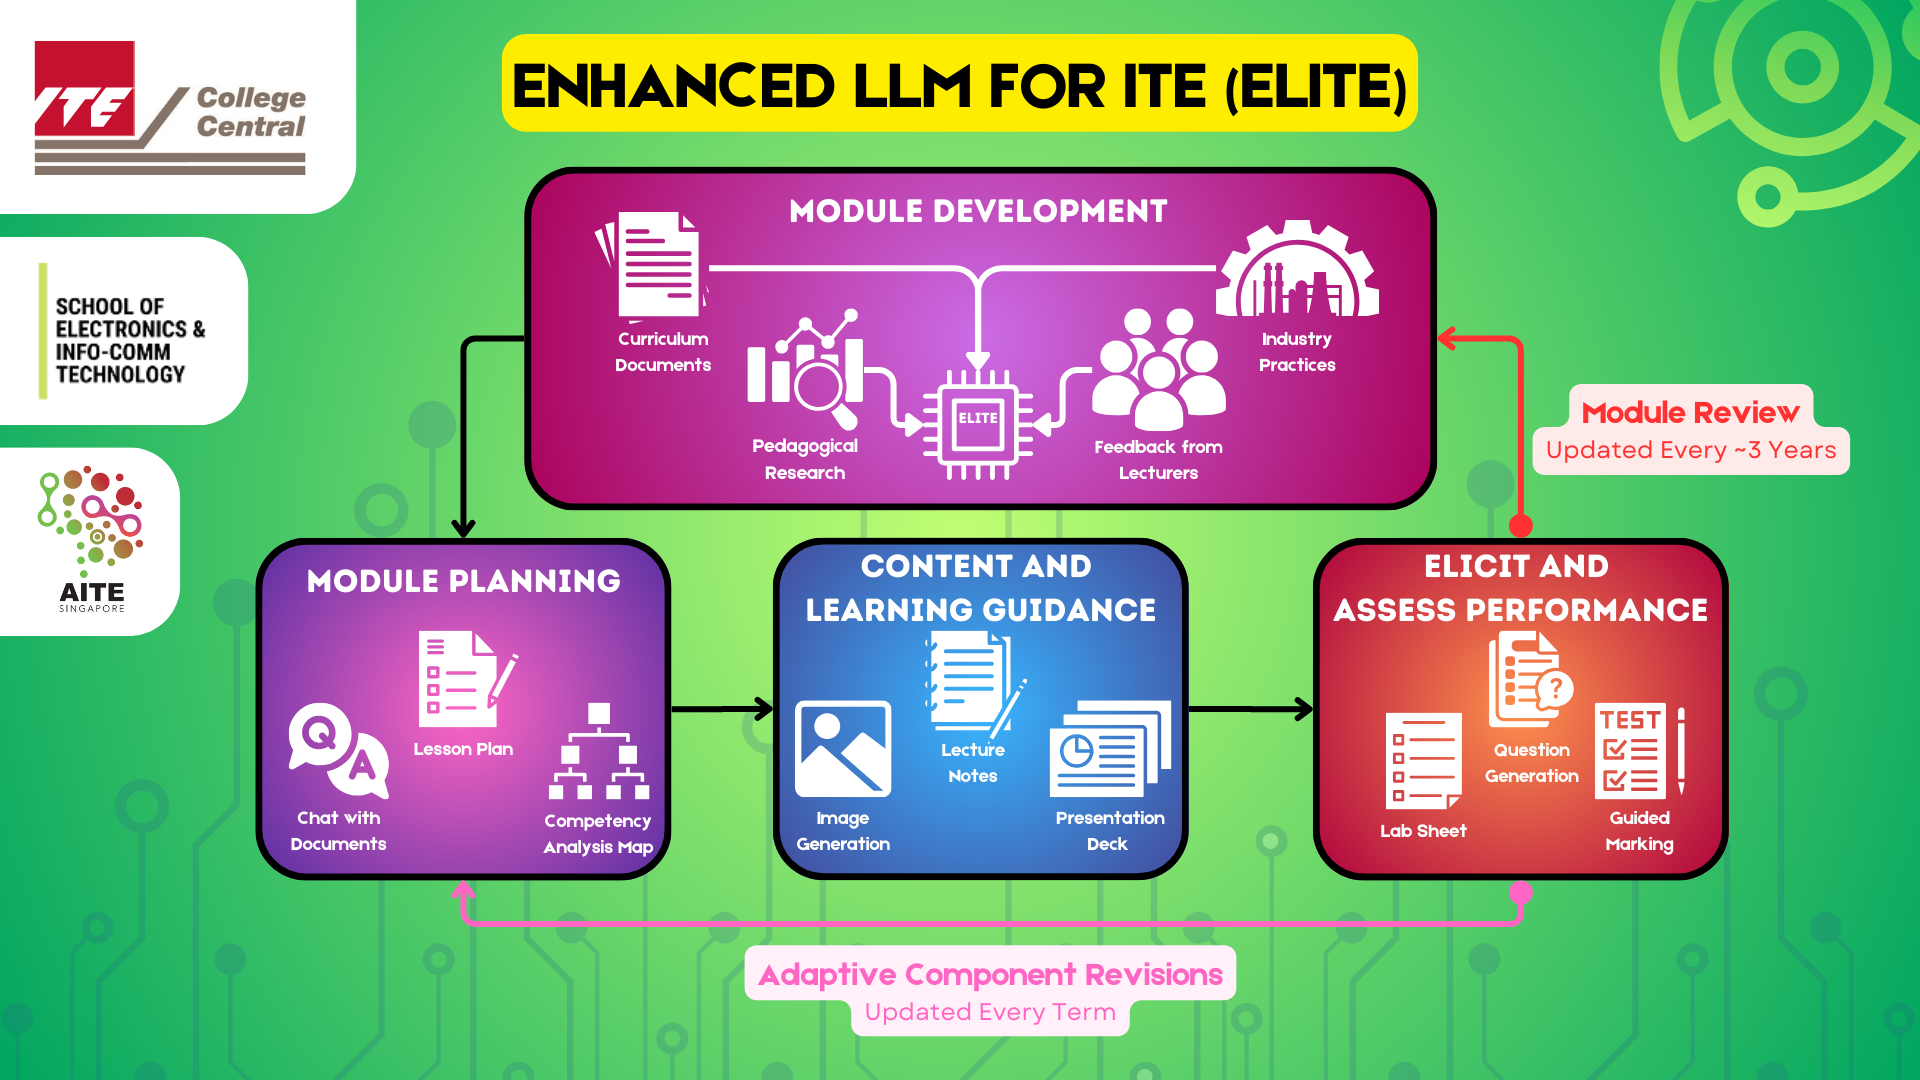 ITE
College
Central
ENHANCED LLM FOR ITE (ELITE)
SCHOOL OF
ELECTRONICS &
INFO-COMM
TECHNOLOGY
AITE
SINGAPORE
MODULE DEVELOPMENT
Curriculum
Documents
Pedagogical
Research
ELITE
Feedback from
Lecturers
Industry
Practices
Module Review
Updated Every ~3 Years
MODULE PLANNING
Q
A
Chat with
Documents
Lesson Plan
Competency
Analysis Map
CONTENT AND
LEARNING GUIDANCE
Image
Generation
Lecture
Notes
Presentation
Deck
ELICIT AND
ASSESS PERFORMANCE
Lab Sheet
?
Question
Generation
TEST
Guided
Marking
Adaptive Component Revisions
Updated Every Term